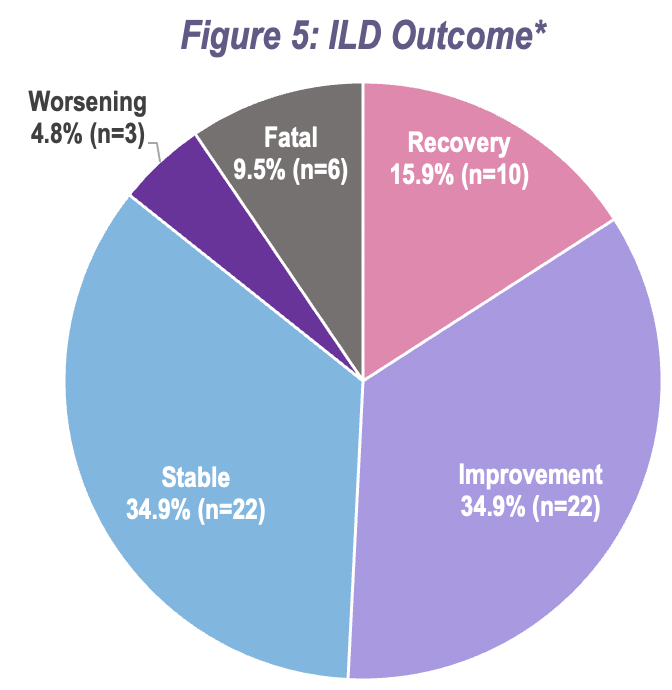 Figure 5: ILD Outcome*
Worsening
4.8% (n=3)
Fatal
9.5% (n=6)
Recovery
15.9% (n=10)
Stable
34.9% (n=22)
Improvement
34.9% (n=22)